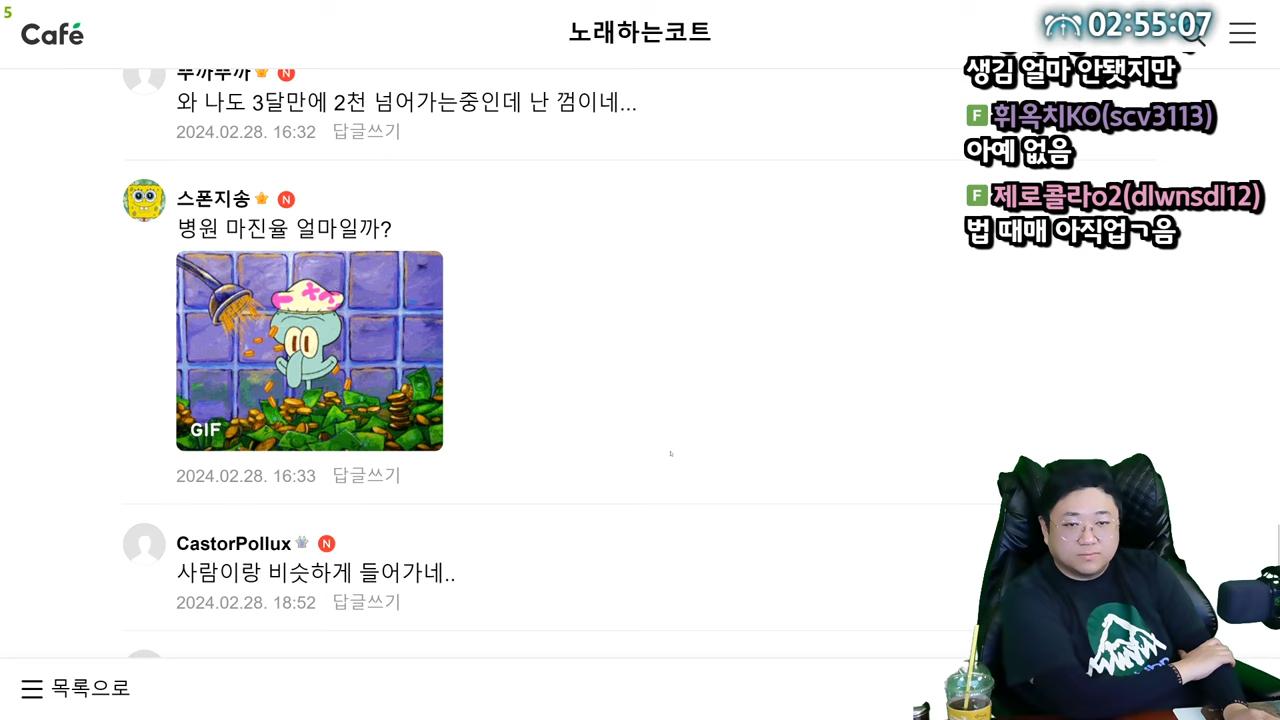 5
Café
노래하는코트
02:55:07
뚜까뚜까 N
와 나도 3달만에 2천 넘어가는중인데 난 껌이네...
2024.02.28. 16:32 답글쓰기
스폰지송 N
병원 마진율 얼마일까?
GIF
2024.02.28. 16:33 답글쓰기
CastorPollux N
사람이랑 비슷하게 들어가네..
2024.02.28. 18:52 답글쓰기
목록으로
생김 얼마 안됐지만
F 휘옥치KO(scv3113)
아예 없음
F 제로콜라o2(dlwnsdl12)
법 때매 아직업ㄱ음